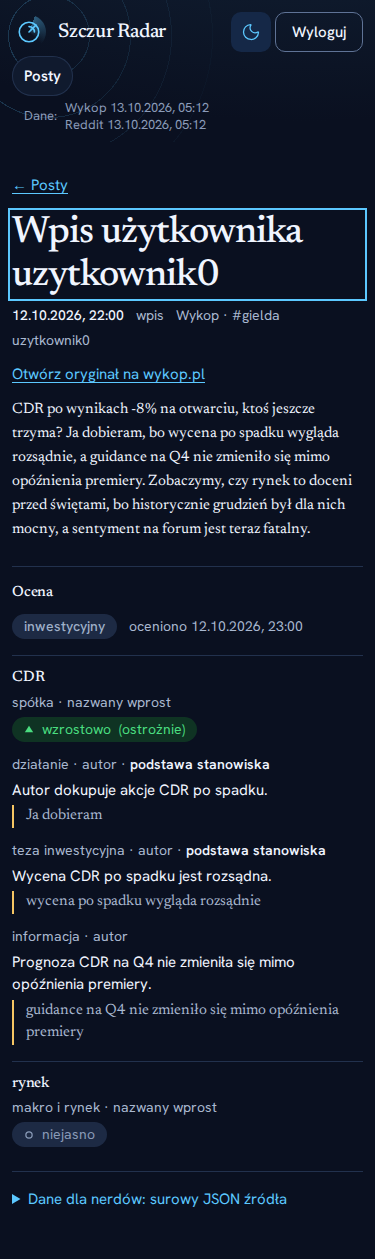 Szczur Radar
Wyloguj
Posty
Dane: Wykop 13.10.2026, 05:12
Reddit 13.10.2026, 05:12
← Posty
Wpis użytkownika
uzytkownik0
12.10.2026, 22:00 wpis Wykop · #gielda
uzytkownik0
Otwórz oryginał na wykop.pl
CDR po wynikach -8% na otwarciu, ktoś jeszcze
trzyma? Ja dobieram, bo wycena po spadku wygląda
rozsądnie, a guidance na Q4 nie zmieniło się mimo
opóźnienia premiery. Zobaczymy, czy rynek to doceni
przed świętami, bo historycznie grudzień był dla nich
mocny, a sentyment na forum jest teraz fatalny.
Ocena
inwestycyjny oceniono 12.10.2026, 23:00
CDR
spółka · nazwany wprost
▲ wzrostowo (ostrożnie)
działanie · autor · podstawa stanowiska
Autor dokupuje akcje CDR po spadku.
Ja dobieram
teza inwestycyjna · autor · podstawa stanowiska
Wycena CDR po spadku jest rozsądna.
wycena po spadku wygląda rozsądnie
informacja · autor
Prognoza CDR na Q4 nie zmieniła się mimo
opóźnienia premiery.
guidance na Q4 nie zmieniło się mimo opóźnienia
premiery
rynek
makro i rynek · nazwany wprost
○ niejasno
▶ Dane dla nerdów: surowy JSON źródła